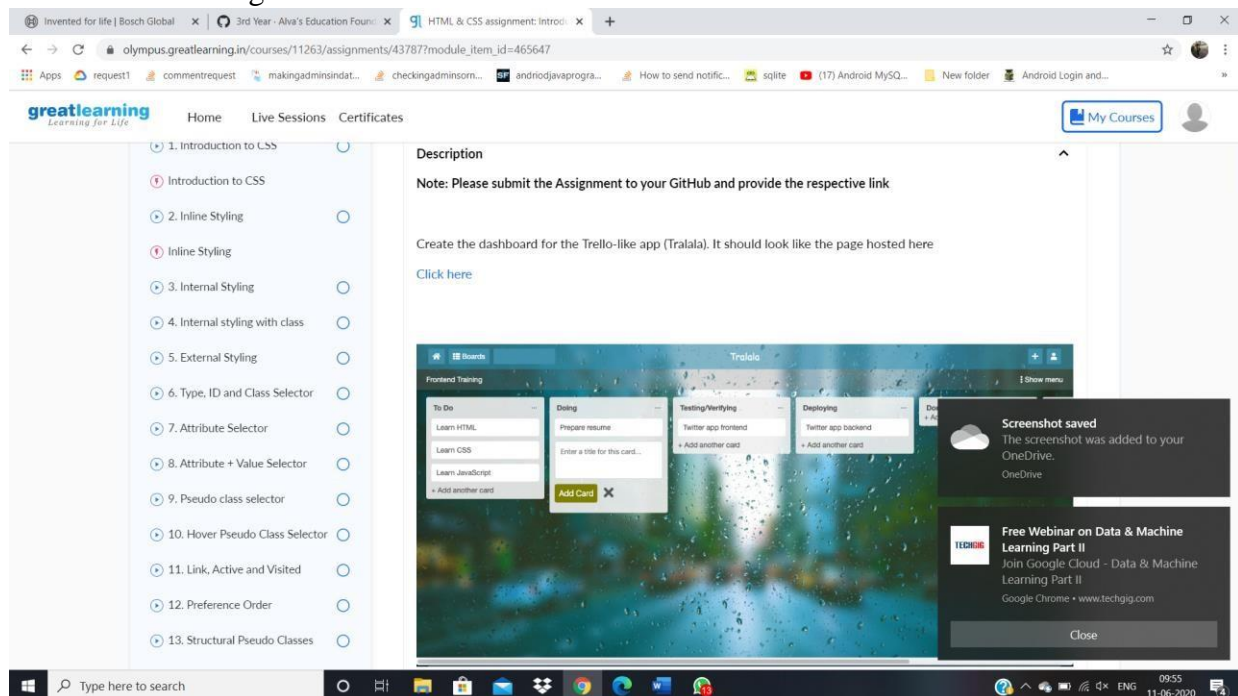 Invented for life | Bosch Global
3rd Year - Alva's Education Foun
HTML & CSS assignment: Introd
olympus.greatlearning.in/courses/11263/assignments/43787?module_item_id=465647
Apps request1 commentrequest makingadminsindat... checkingadminsorn... andriodjavaprogra... How to send notific... sqlite (17) Android MySQ... New folder Android Login and...
greatlearning
Learning for Life
Home Live Sessions Certificates
My Courses
1. Introduction to CSS
Introduction to CSS
2. Inline Styling
Inline Styling
3. Internal Styling
4. Internal styling with class
5. External Styling
6. Type, ID and Class Selector
7. Attribute Selector
8. Attribute + Value Selector
9. Pseudo class selector
10. Hover Pseudo Class Selector
11. Link, Active and Visited
12. Preference Order
13. Structural Pseudo Classes
Description
Note: Please submit the Assignment to your GitHub and provide the respective link
Create the dashboard for the Trello-like app (Tralala). It should look like the page hosted here
Click here
Boards
Tralala
Frontend Training
Show menu
To Do
Learn HTML
Learn CSS
Learn JavaScript
+ Add another card
Doing
Prepare resume
Enter a title for this card...
Add Card
Testing/Verifying
Twitter app frontend
+ Add another card
Deploying
Twitter app backend
+ Add another card
Screenshot saved
The screenshot was added to your
OneDrive.
OneDrive
TECHGIG
Free Webinar on Data & Machine
Learning Part II
Join Google Cloud - Data & Machine
Learning Part II
Google Chrome • www.techgig.com
Close
Type here to search
ENG
09:55
11-06-2020